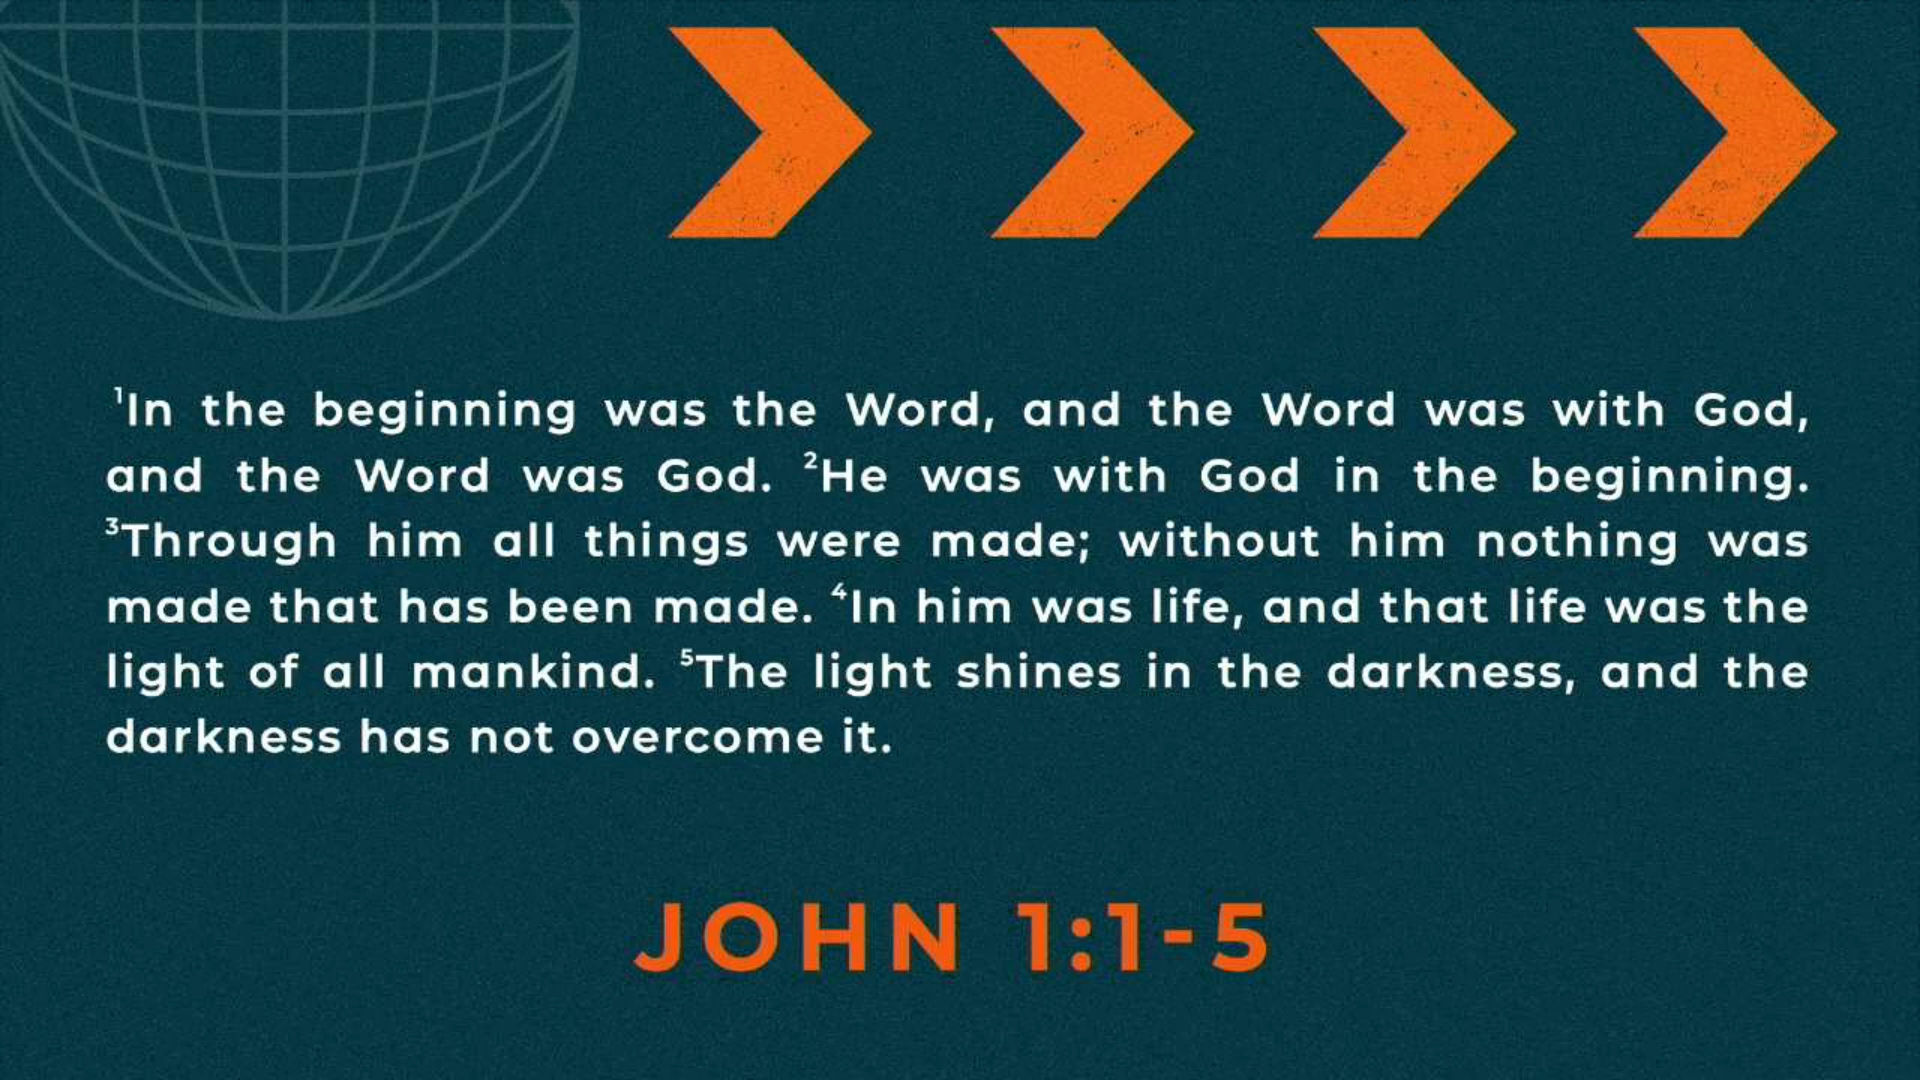 ¹In the beginning was the Word, and the Word was with God,
and the Word was God. ²He was with God in the beginning.
³Through him all things were made; without him nothing was
made that has been made. ⁴In him was life, and that life was the
light of all mankind. ⁵The light shines in the darkness, and the
darkness has not overcome it.
JOHN 1:1-5